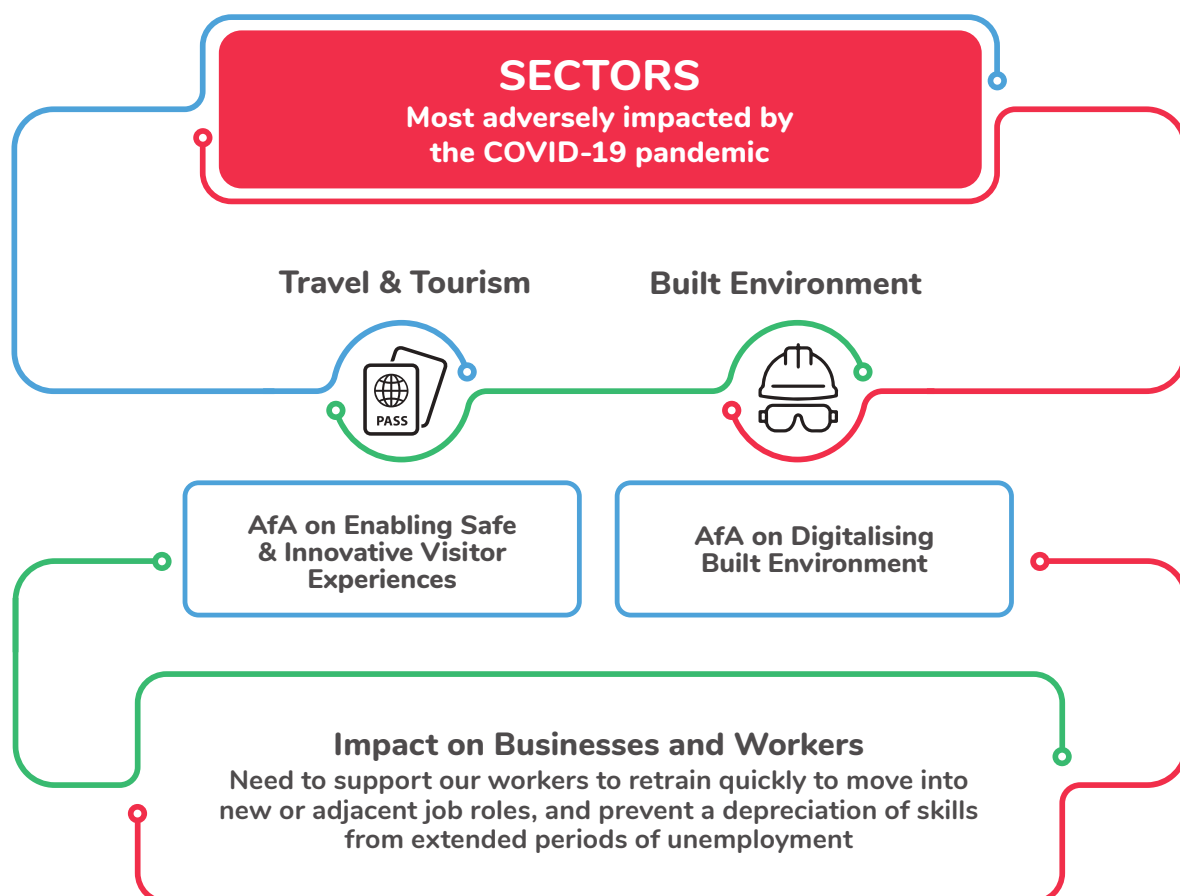 SECTORS
Most adversely impacted by
the COVID-19 pandemic
Travel & Tourism
Built Environment
PASS
AfA on Enabling Safe
& Innovative Visitor
Experiences
AfA on Digitalising
Built Environment
Impact on Businesses and Workers
Need to support our workers to retrain quickly to move into
new or adjacent job roles, and prevent a depreciation of skills
from extended periods of unemployment